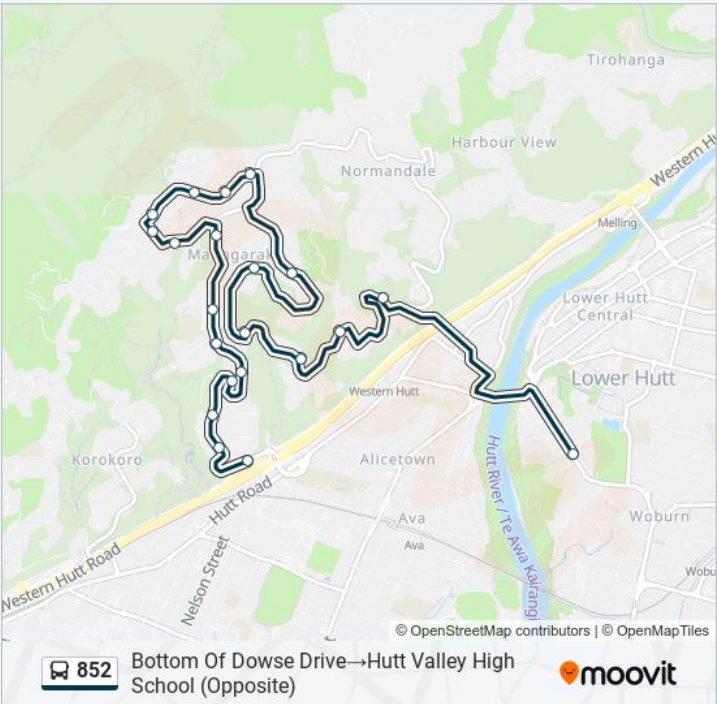 Tirohanga
Harbour View
Western Hu
Normandale
Melling
Lower Hutt
Central
Lower Hutt
Western Hutt
Korokoro
Alicetown
Hutt River / Te Awa Kairangi
Hutt Road
Ava
Ava
Woburn
Nelson Street
Western Hutt Road
Wobu
© OpenStreetMap contributors | © OpenMapTiles
852
Bottom Of Dowse Drive→Hutt Valley High
School (Opposite)
moovit